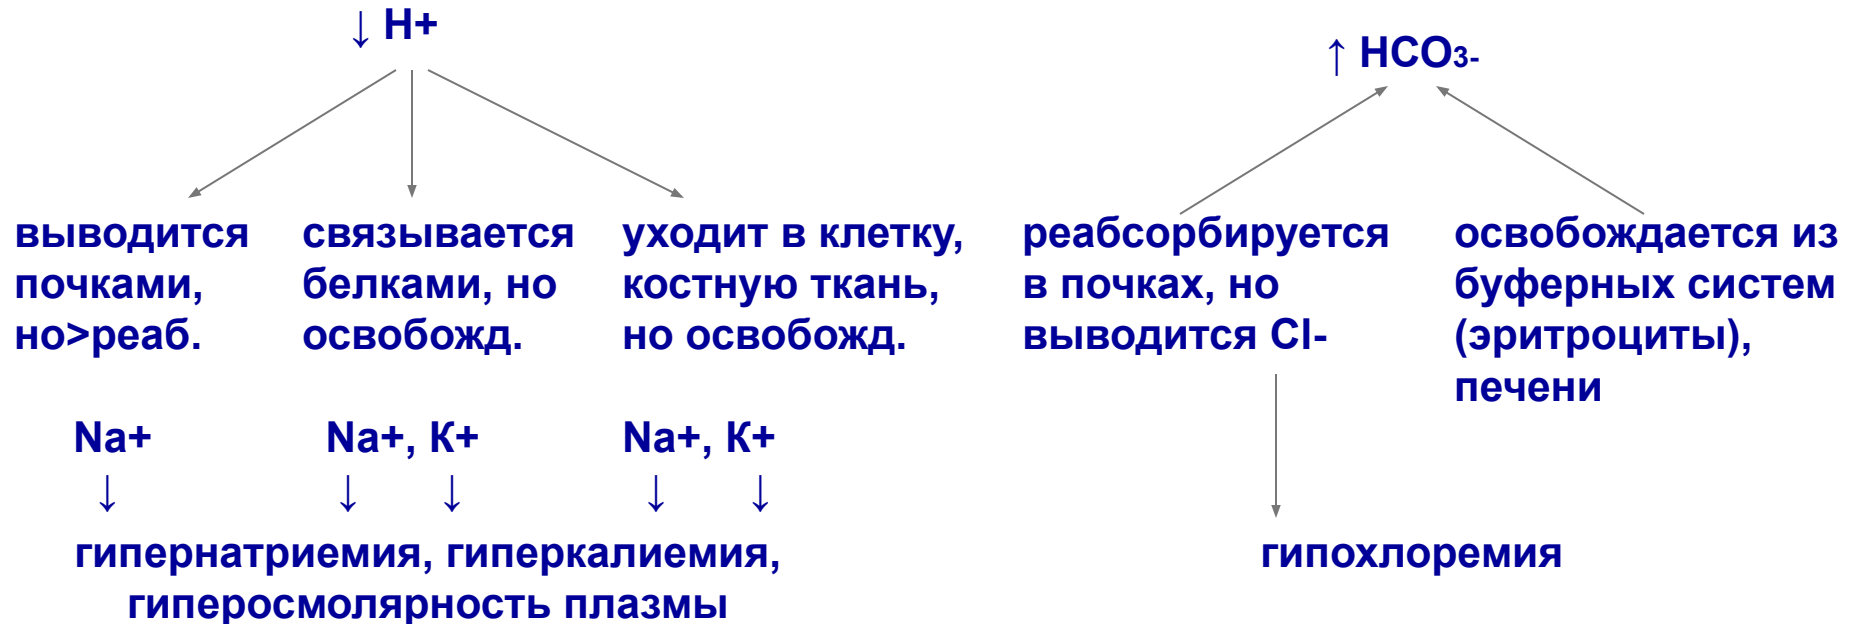 ↓ H+
↑ HCO3-
выводится
почками,
но>реаб.
связывается
белками, но
освобожд.
уходит в клетку,
костную ткань,
но освобожд.
реабсорбируется
в почках, но
выводится Cl-
освобождается из
буферных систем
(эритроциты),
печени
Na+
Na+, К+
Na+, К+
↓
↓ ↓
↓ ↓
гипернатриемия, гиперкалиемия,
гиперосмолярность плазмы
гипохлоремия